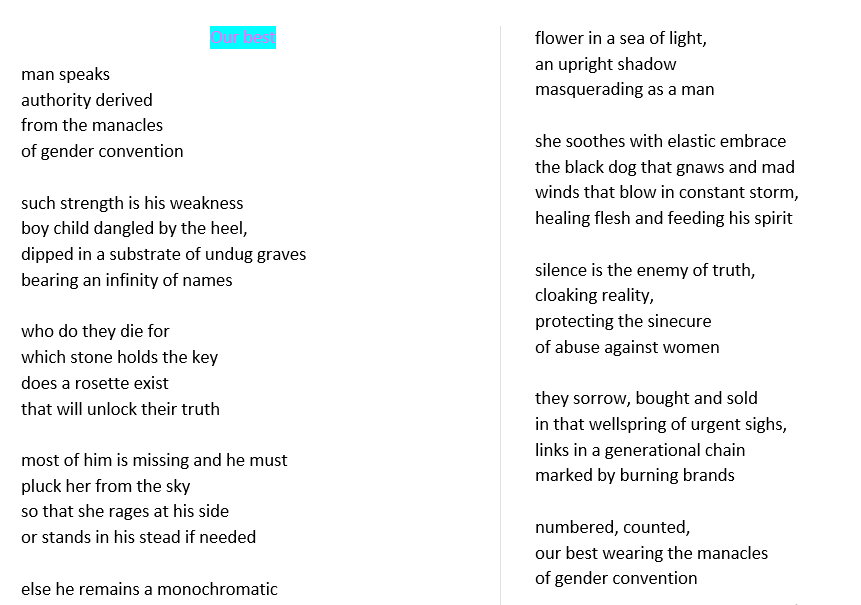 Our best
man speaks
authority derived
from the manacles
of gender convention
such strength is his weakness
boy child dangled by the heel,
dipped in a substrate of undug graves
bearing an infinity of names
who do they die for
which stone holds the key
does a rosette exist
that will unlock their truth
most of him is missing and he must
pluck her from the sky
so that she rages at his side
or stands in his stead if needed
else he remains a monochromatic
flower in a sea of light,
an upright shadow
masquerading as a man
she soothes with elastic embrace
the black dog that gnaws and mad
winds that blow in constant storm,
healing flesh and feeding his spirit
silence is the enemy of truth,
cloaking reality,
protecting the sinecure
of abuse against women
they sorrow, bought and sold
in that wellspring of urgent sighs,
links in a generational chain
marked by burning brands
numbered, counted,
our best wearing the manacles
of gender convention